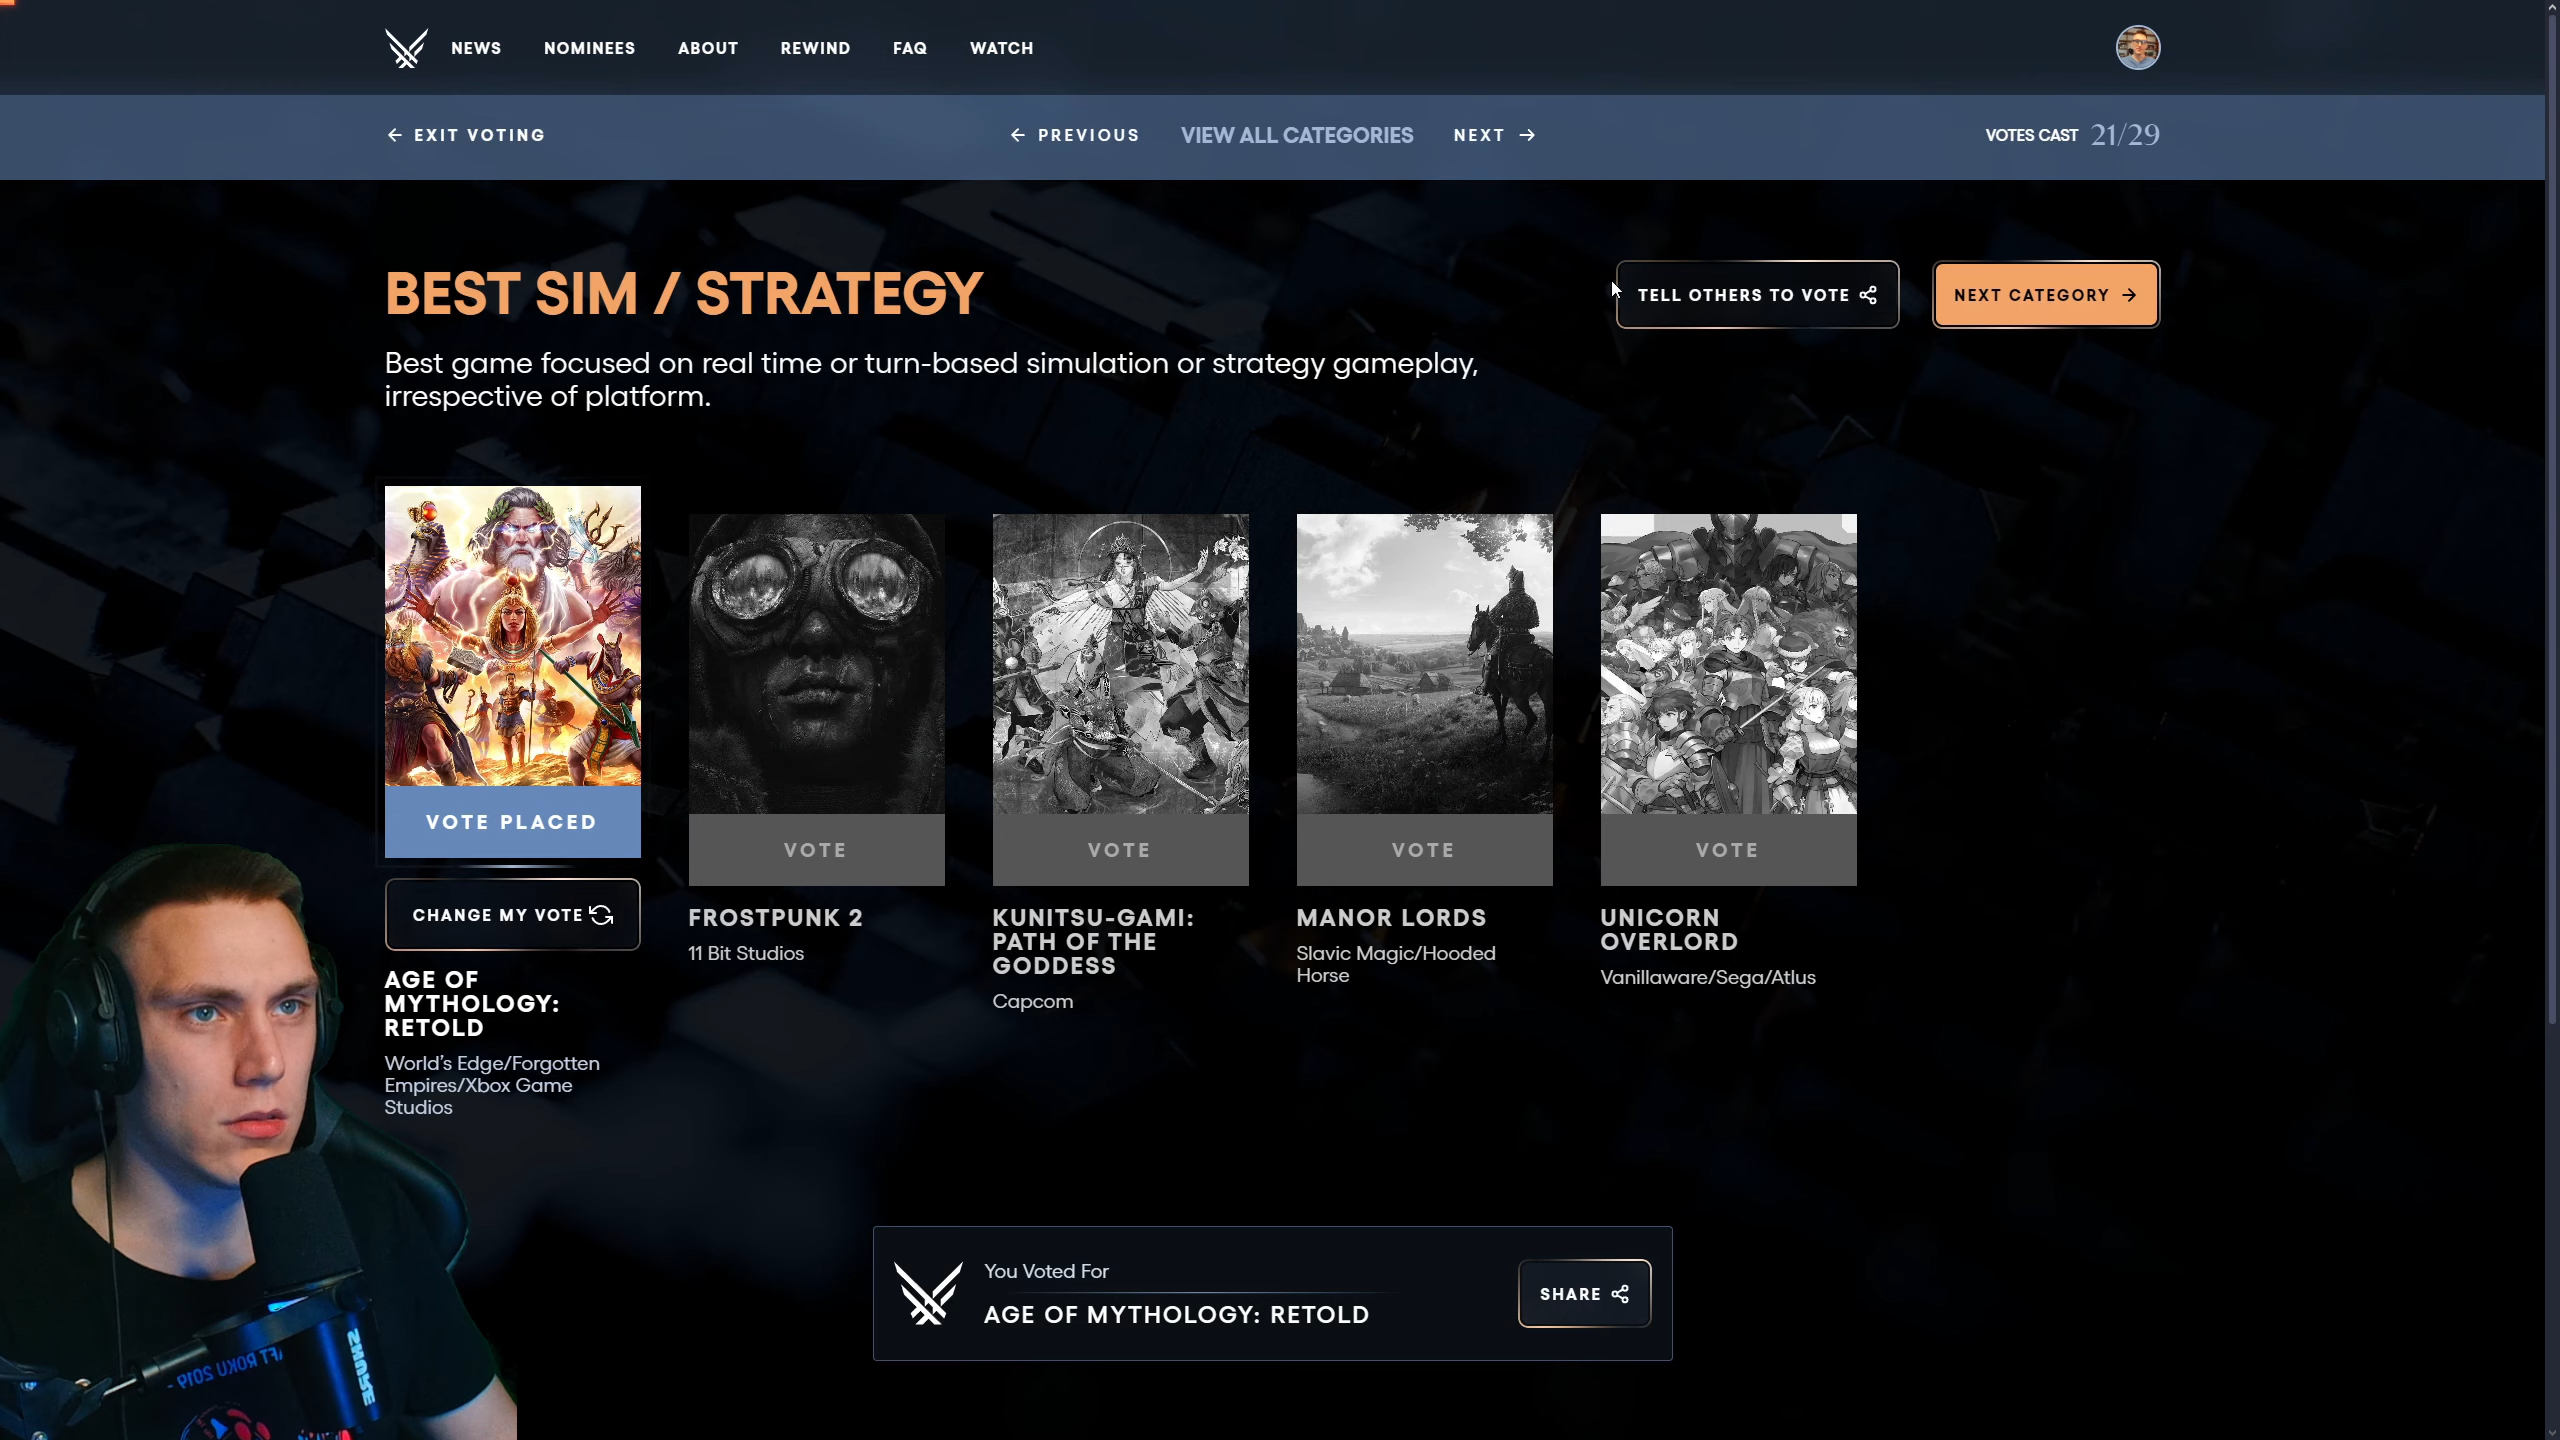 NEWS
NOMINEES
ABOUT
REWIND
FAQ
WATCH
EXIT VOTING
PREVIOUS
VIEW ALL CATEGORIES
NEXT
VOTES CAST 21/29
BEST SIM / STRATEGY
TELL OTHERS TO VOTE
NEXT CATEGORY
Best game focused on real time or turn-based simulation or strategy gameplay,
irrespective of platform.
VOTE PLACED
CHANGE MY VOTE
AGE OF
MYTHOLOGY:
RETOLD
World’s Edge/Forgotten
Empires/Xbox Game
Studios
VOTE
FROSTPUNK 2
11 Bit Studios
VOTE
KUNITSU-GAMI:
PATH OF THE
GODDESS
Capcom
VOTE
MANOR LORDS
Slavic Magic/Hooded
Horse
VOTE
UNICORN
OVERLORD
Vanillaware/Sega/Atlus
You Voted For
AGE OF MYTHOLOGY: RETOLD
SHARE
SHURE
ROKU 2019